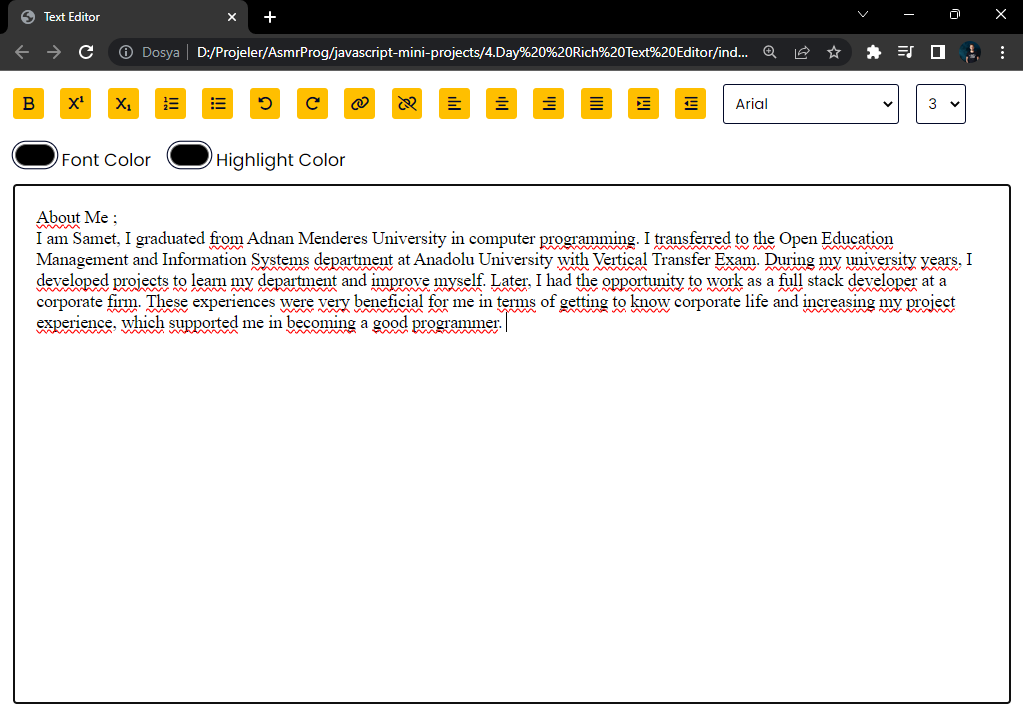 Text Editor
Dosya | D:/Projeler/AsmrProg/javascript-mini-projects/4.Day%20%20Rich%20Text%20Editor/ind...
B X¹ X₁ Arial 3
Font Color Highlight Color
About Me ;
I am Samet, I graduated from Adnan Menderes University in computer programming. I transferred to the Open Education
Management and Information Systems department at Anadolu University with Vertical Transfer Exam. During my university years, I
developed projects to learn my department and improve myself. Later, I had the opportunity to work as a full stack developer at a
corporate firm. These experiences were very beneficial for me in terms of getting to know corporate life and increasing my project
experience, which supported me in becoming a good programmer.